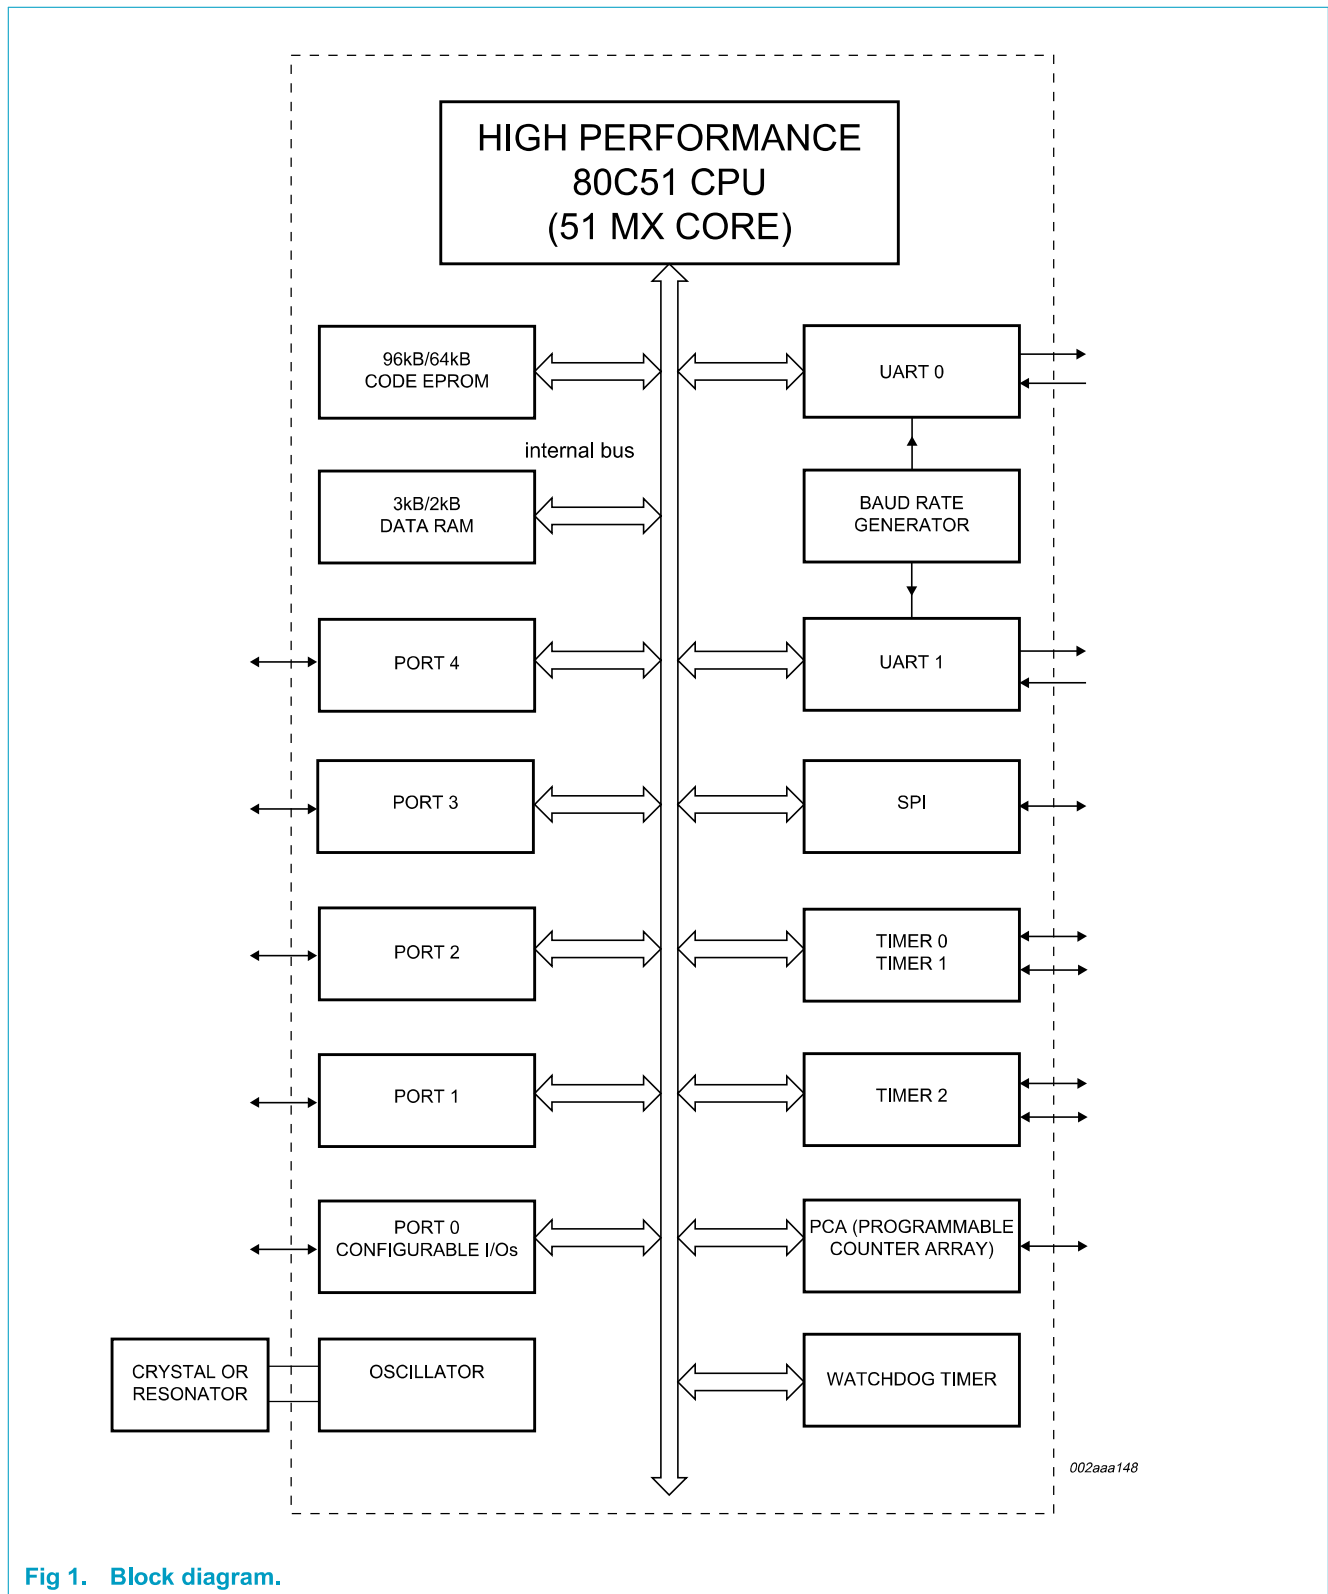 HIGH PERFORMANCE
80C51 CPU
(51 MX CORE)
96kB/64kB
CODE EPROM
UART 0
internal bus
3kB/2kB
DATA RAM
BAUD RATE
GENERATOR
PORT 4
UART 1
PORT 3
SPI
PORT 2
TIMER 0
TIMER 1
PORT 1
TIMER 2
PORT 0
CONFIGURABLE I/Os
PCA (PROGRAMMABLE
COUNTER ARRAY)
CRYSTAL OR
RESONATOR
OSCILLATOR
WATCHDOG TIMER
002aaa148
Fig 1. Block diagram.